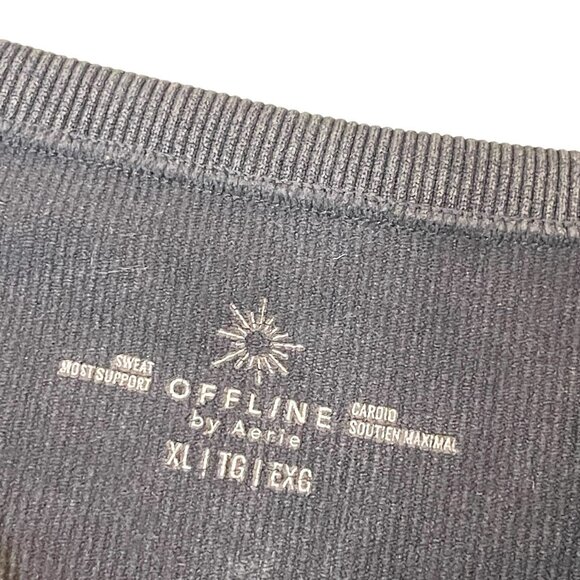 SWEAT
MOST SUPPORT
OFFLINE
by Aerie
CARDIO
SOUTIEN MAXIMAL
XL | TG | EXG